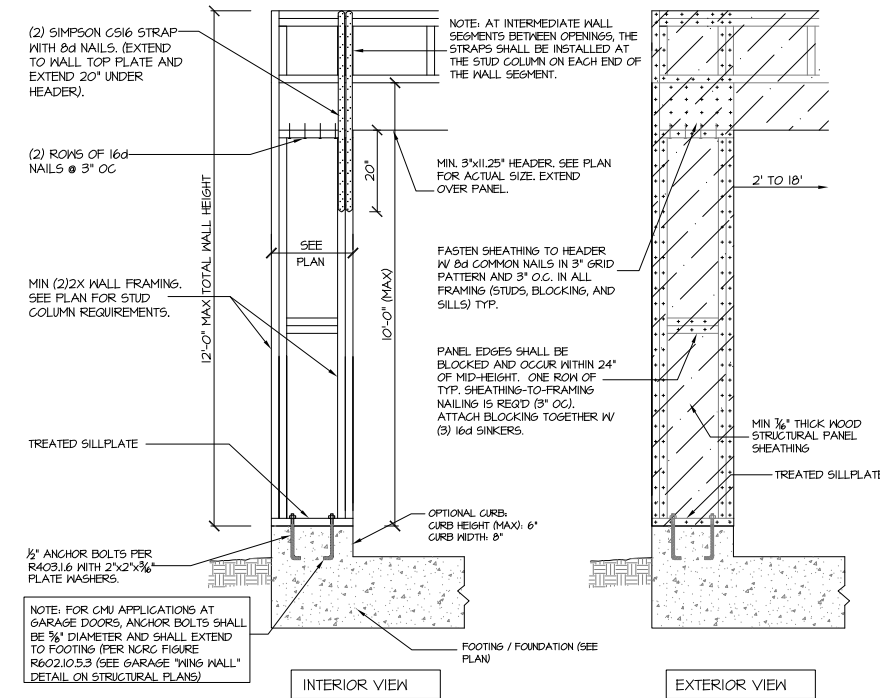 (2) SIMPSON CS16 STRAP
WITH 8d NAILS. (EXTEND
TO WALL TOP PLATE AND
EXTEND 20" UNDER
HEADER).
(2) ROWS OF 16d
NAILS @ 3" OC
12'-0" MAX TOTAL WALL HEIGHT
MIN (2)2X WALL FRAMING.
SEE PLAN FOR STUD
COLUMN REQUIREMENTS.
TREATED SILLPLATE
½" ANCHOR BOLTS PER
R403.1.6 WITH 2"x2"x3⁄16"
PLATE WASHERS.
NOTE: FOR CMU APPLICATIONS AT
GARAGE DOORS, ANCHOR BOLTS SHALL
BE ⅝" DIAMETER AND SHALL EXTEND
TO FOOTING (PER NCRC FIGURE
R602.10.5.3 (SEE GARAGE "WING WALL"
DETAIL ON STRUCTURAL PLANS)
NOTE: AT INTERMEDIATE WALL
SEGMENTS BETWEEN OPENINGS, THE
STRAPS SHALL BE INSTALLED AT
THE STUD COLUMN ON EACH END OF
THE WALL SEGMENT.
20"
SEE
PLAN
10'-0" (MAX)
MIN. 3"x11.25" HEADER. SEE PLAN
FOR ACTUAL SIZE. EXTEND
OVER PANEL.
FASTEN SHEATHING TO HEADER
W/ 8d COMMON NAILS IN 3" GRID
PATTERN AND 3" O.C. IN ALL
FRAMING (STUDS, BLOCKING, AND
SILLS) TYP.
PANEL EDGES SHALL BE
BLOCKED AND OCCUR WITHIN 24"
OF MID-HEIGHT. ONE ROW OF
TYP. SHEATHING-TO-FRAMING
NAILING IS REQ'D (3" OC).
ATTACH BLOCKING TOGETHER W/
(3) 16d SINKERS.
OPTIONAL CURB:
CURB HEIGHT (MAX): 6"
CURB WIDTH: 8"
FOOTING / FOUNDATION (SEE
PLAN)
INTERIOR VIEW
2' TO 18'
MIN 7⁄16" THICK WOOD
STRUCTURAL PANEL
SHEATHING
TREATED SILLPLATE
EXTERIOR VIEW